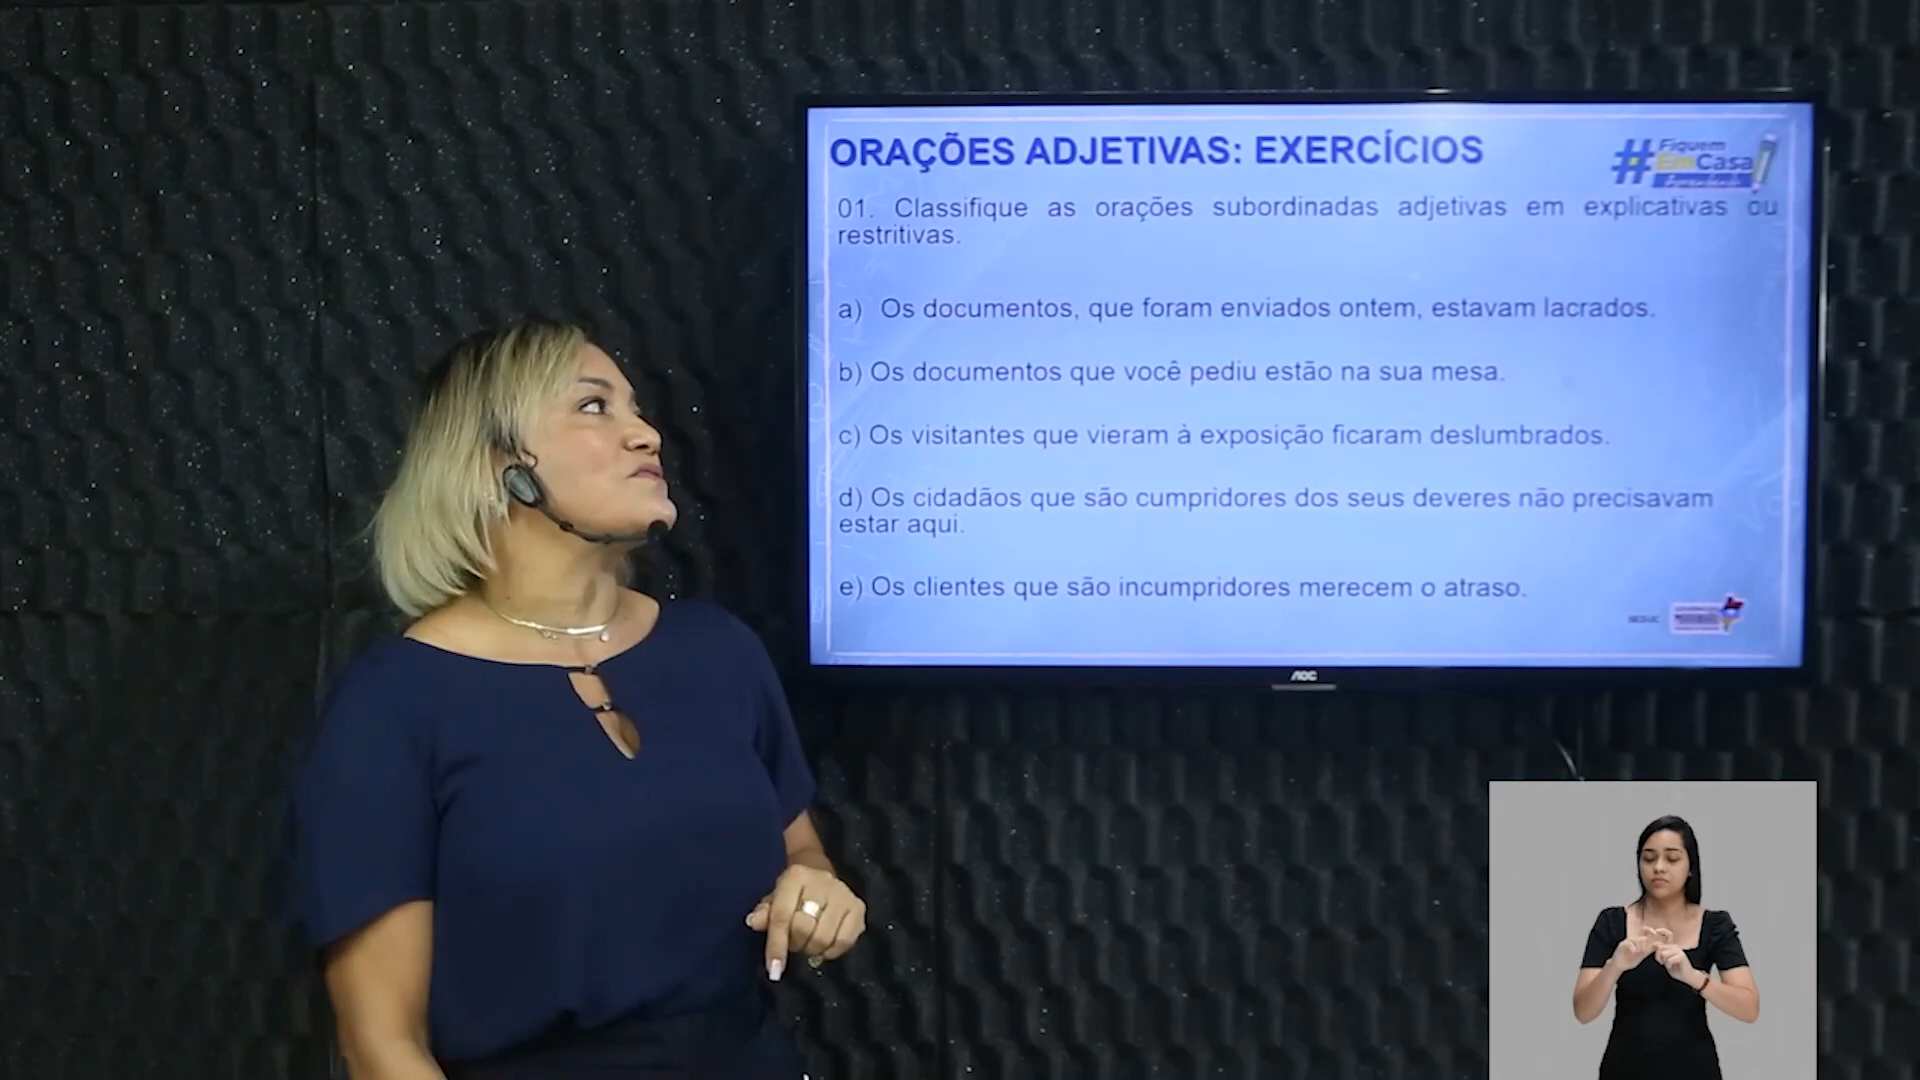 ORAÇÕES ADJETIVAS: EXERCÍCIOS
#Fiquem
EmCasa
01. Classifique as orações subordinadas adjetivas em explicativas ou
restritivas.
a) Os documentos, que foram enviados ontem, estavam lacrados.
b) Os documentos que você pediu estão na sua mesa.
c) Os visitantes que vieram à exposição ficaram deslumbrados.
d) Os cidadãos que são cumpridores dos seus deveres não precisavam
estar aqui.
e) Os clientes que são incumpridores merecem o atraso.
AOC